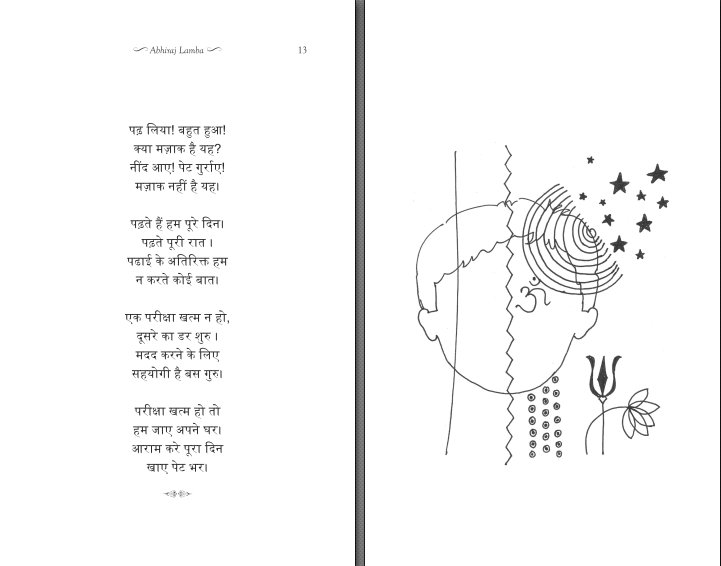 Abhiraj Lamba
13
पढ़ लिया! बहुत हुआ!
क्या मज़ाक है यह?
नींद आए! पेट गुर्राए!
मज़ाक नहीं है यह।
पढ़ते हैं हम पूरे दिन।
पढ़ते पूरी रात ।
पढाई के अतिरिक्त हम
न करते कोई बात।
एक परीक्षा खत्म न हो,
दूसरे का डर शुरु ।
मदद करने के लिए
सहयोगी है बस गुरु।
परीक्षा खत्म हो तो
हम जाए अपने घर।
आराम करे पूरा दिन
खाए पेट भर।
ॐ